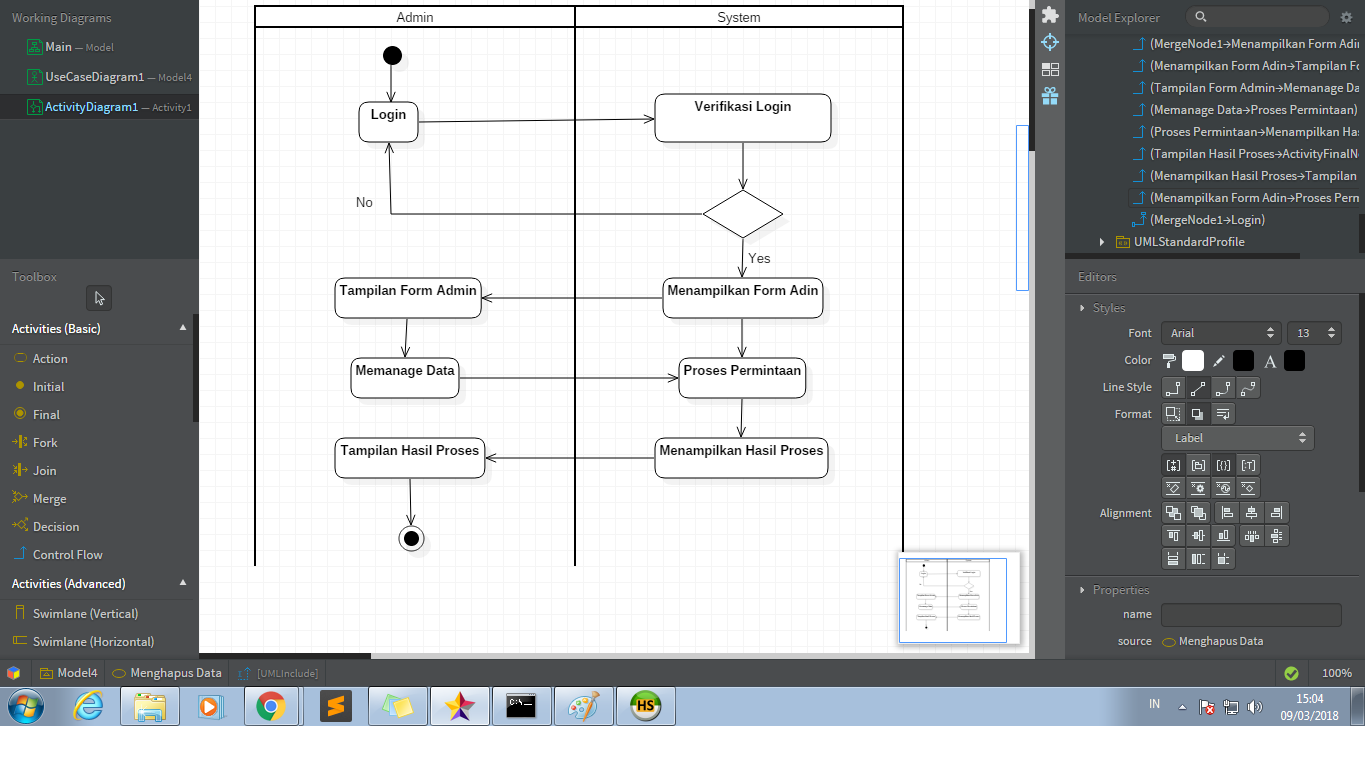 Working Diagrams
Main — Model
UseCaseDiagram1 — Model4
ActivityDiagram1 — Activity1
Toolbox
Activities (Basic)
Action
Initial
Final
Fork
Join
Merge
Decision
Control Flow
Activities (Advanced)
Swimlane (Vertical)
Swimlane (Horizontal)
Admin
System
Login
Verifikasi Login
No
Yes
Tampilan Form Admin
Menampilkan Form Adin
Memanage Data
Proses Permintaan
Tampilan Hasil Proses
Menampilkan Hasil Proses
Model Explorer
(MergeNode1→Menampilkan Form Adi
(Menampilkan Form Adin→Tampilan Fo
(Tampilan Form Admin→Memanage Da
(Memanage Data→Proses Permintaan)
(Proses Permintaan→Menampilkan Has
(Tampilan Hasil Proses→ActivityFinalN
(Menampilkan Hasil Proses→Tampilan
(Menampilkan Form Adin→Proses Perm
(MergeNode1→Login)
UMLStandardProfile
Editors
Styles
Font Arial 13
Color A
Line Style
Format
Label
Alignment
Properties
name
source Menghapus Data
Model4 Menghapus Data [UMLInclude] 100%
C:\
HS
IN
15:04
09/03/2018